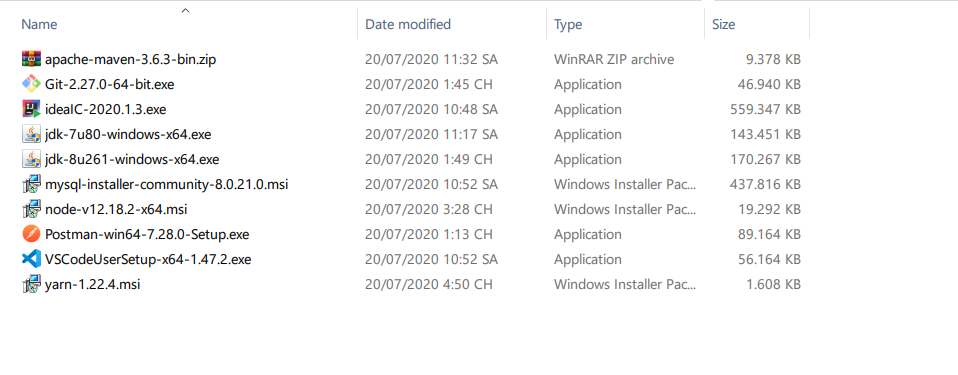 Name Date modified Type Size
apache-maven-3.6.3-bin.zip 20/07/2020 11:32 SA WinRAR ZIP archive 9.378 KB
Git-2.27.0-64-bit.exe 20/07/2020 1:45 CH Application 46.940 KB
ideaIC-2020.1.3.exe 20/07/2020 10:48 SA Application 559.347 KB
jdk-7u80-windows-x64.exe 20/07/2020 11:17 SA Application 143.451 KB
jdk-8u261-windows-x64.exe 20/07/2020 1:49 CH Application 170.267 KB
mysql-installer-community-8.0.21.0.msi 20/07/2020 10:52 SA Windows Installer Pac... 437.816 KB
node-v12.18.2-x64.msi 20/07/2020 3:28 CH Windows Installer Pac... 19.292 KB
Postman-win64-7.28.0-Setup.exe 20/07/2020 1:13 CH Application 89.164 KB
VSCodeUserSetup-x64-1.47.2.exe 20/07/2020 10:52 SA Application 56.164 KB
yarn-1.22.4.msi 20/07/2020 4:50 CH Windows Installer Pac... 1.608 KB